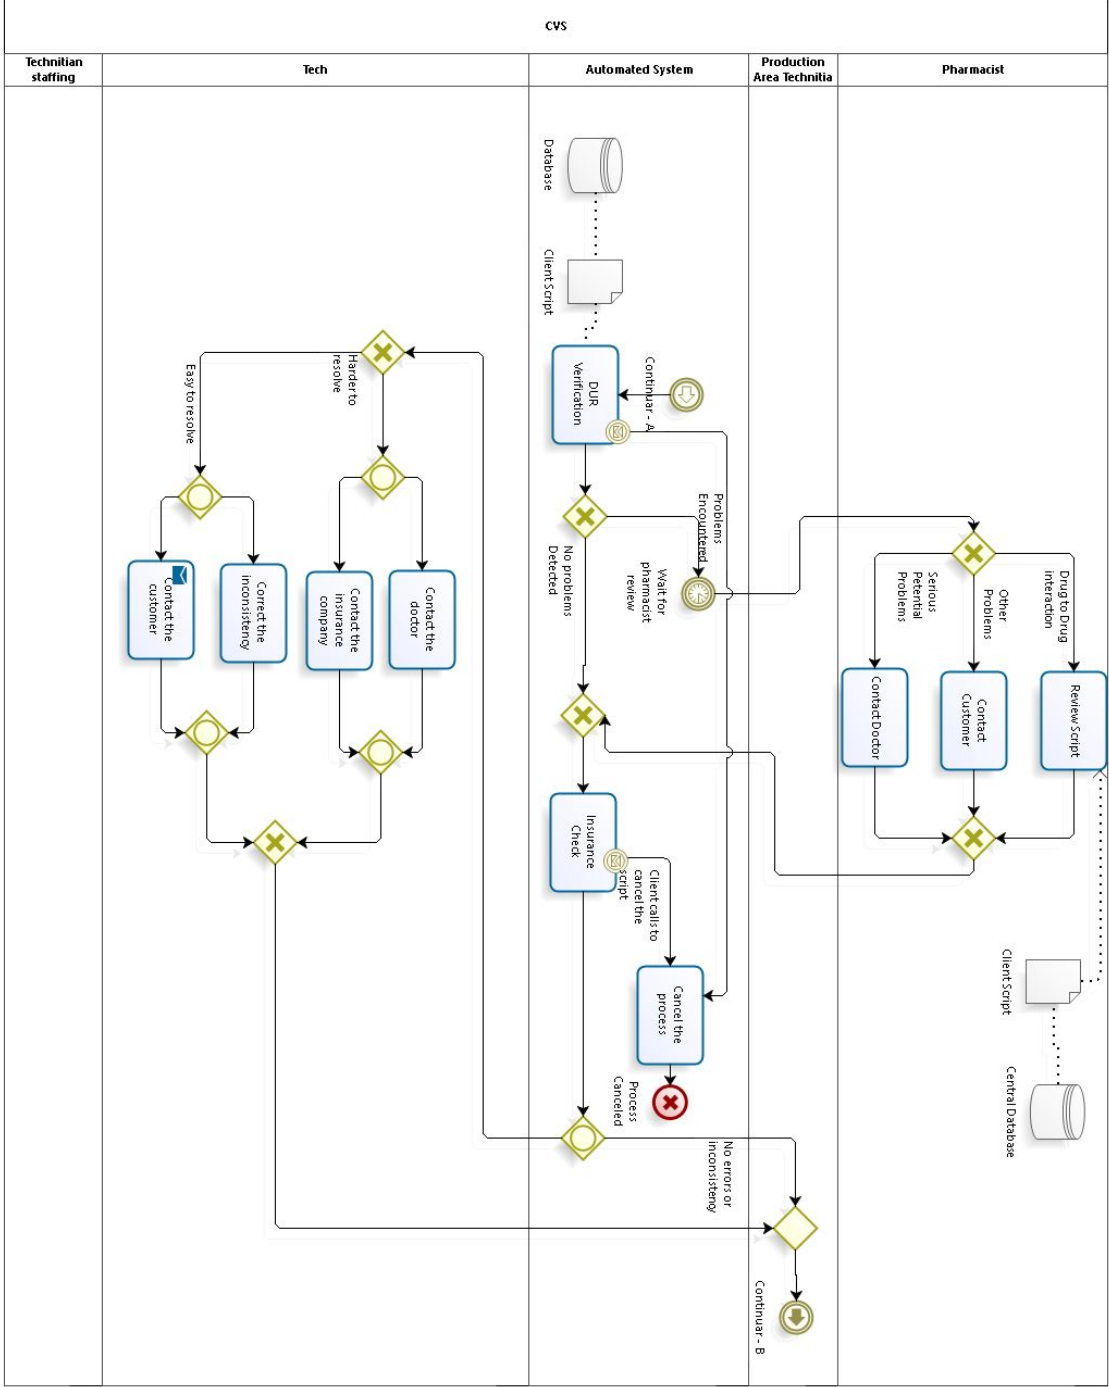 CVS
Technitian
staffing
Tech
Automated System
Production
Area Technitia
Pharmacist
Database
Client Script
DUR
Verification
Continuar - A
Problems
Encountered
No problems
Detected
Wait for
pharmacist
review
Drug to Drug
interaction
Other
Problems
Serious
Petential
Problems
Review Script
Contact
Customer
Contact Doctor
Harder to
resolve
Easy to resolve
Contact the
doctor
Contact the
insurance
company
Correct the
inconsistency
Contact the
customer
Insurance
Check
Client calls to
cancel the
script
Cancel the
process
Process
Canceled
Client Script
Central Database
No errors or
inconsistency
Continuar - B